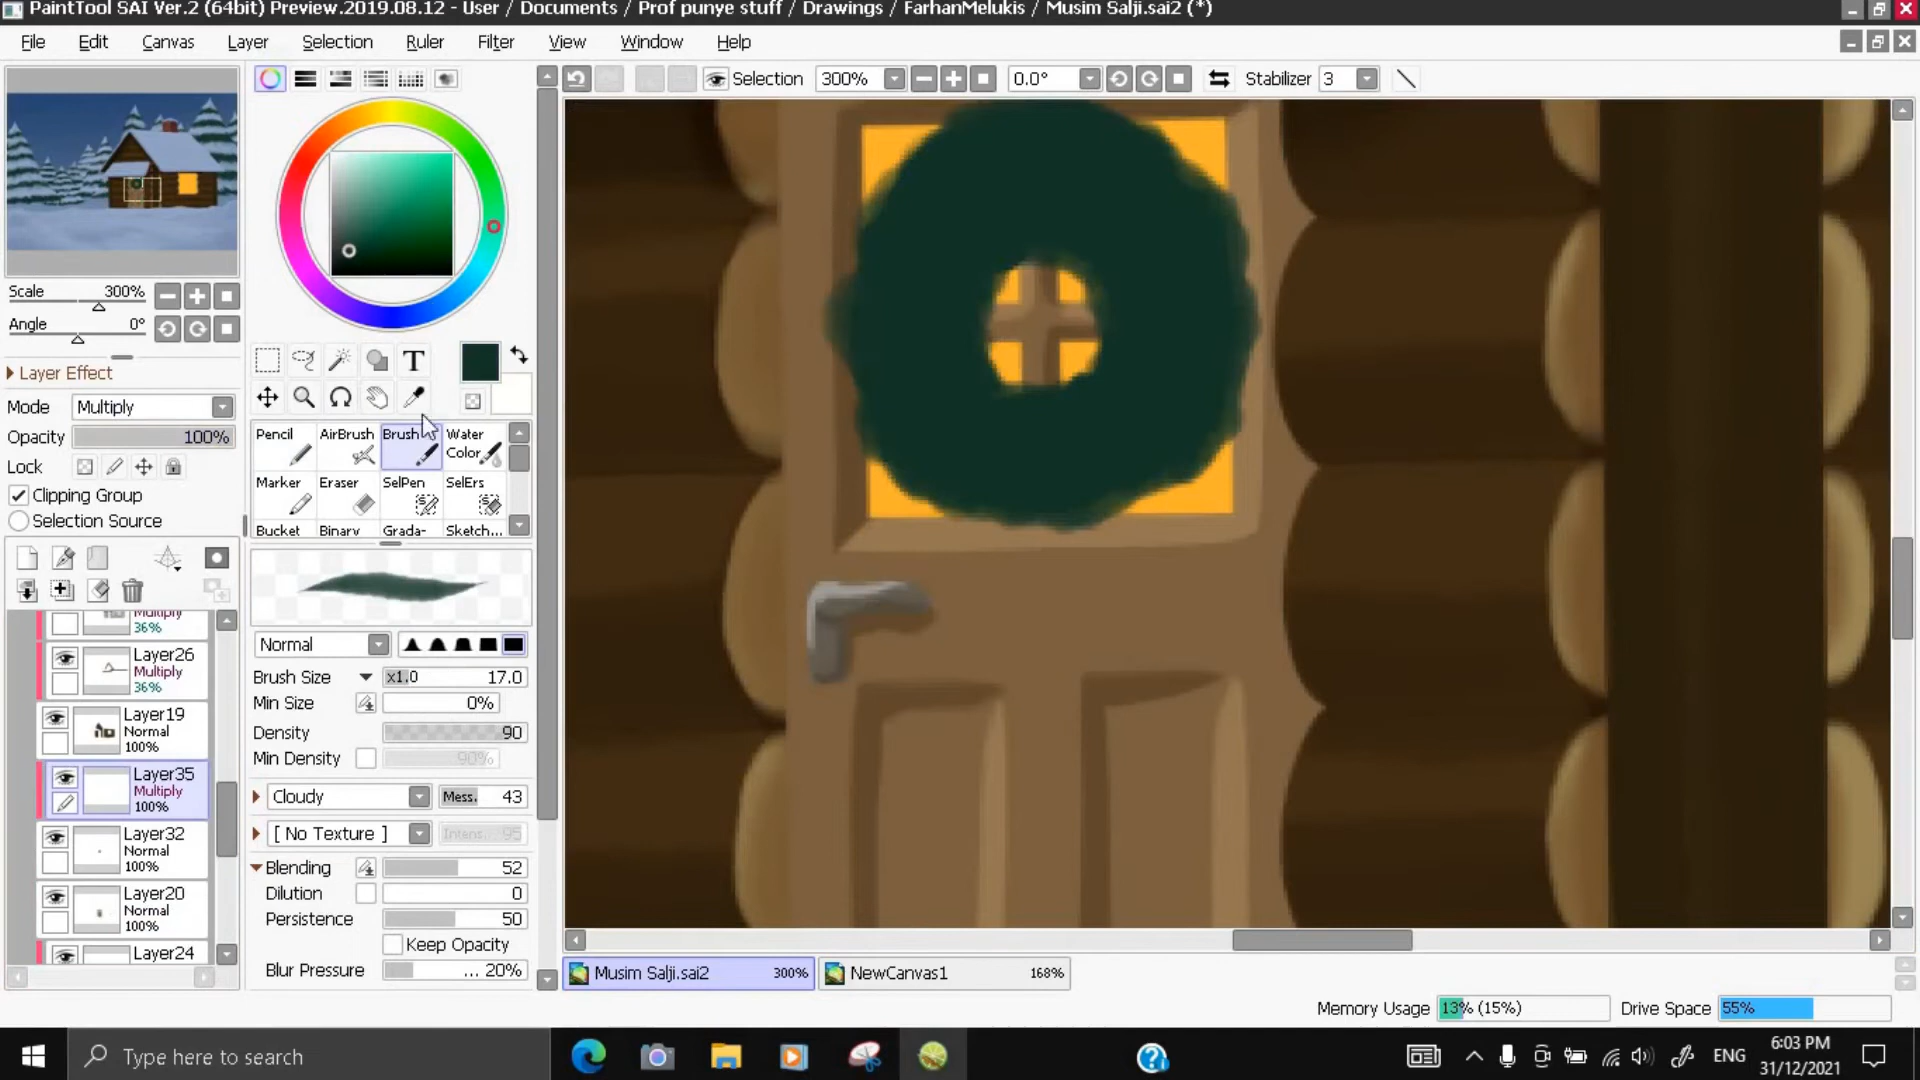 PaintTool SAI Ver.2 (64bit) Preview.2019.08.12 - User / Documents / Prof punye stuff / Drawings / FarhanMelukis / Musim Salji.sai2 (*)
File Edit Canvas Layer Selection Ruler Filter View Window Help
Selection 300% 0.0° Stabilizer 3
Scale 300%
Angle 0°
Layer Effect
Mode Multiply
Opacity 100%
Lock
Clipping Group
Selection Source
Multiply
36%
Layer26
Multiply
36%
Layer19
Normal
100%
Layer35
Multiply
100%
Layer32
Normal
100%
Layer20
Normal
100%
Layer24
T
Pencil AirBrush Brush Water Color
Marker Eraser SelPen SelErs
Bucket Binary Grada- Sketch...
Normal
Brush Size x1.0 17.0
Min Size 0%
Density 90
Min Density 90%
Cloudy Mess. 43
[ No Texture ] Intens. 95
Blending 52
Dilution 0
Persistence 50
Keep Opacity
Blur Pressure ... 20%
Musim Salji.sai2 300% NewCanvas1 168%
Memory Usage 13% (15%) Drive Space 55%
Type here to search
ENG
6:03 PM
31/12/2021